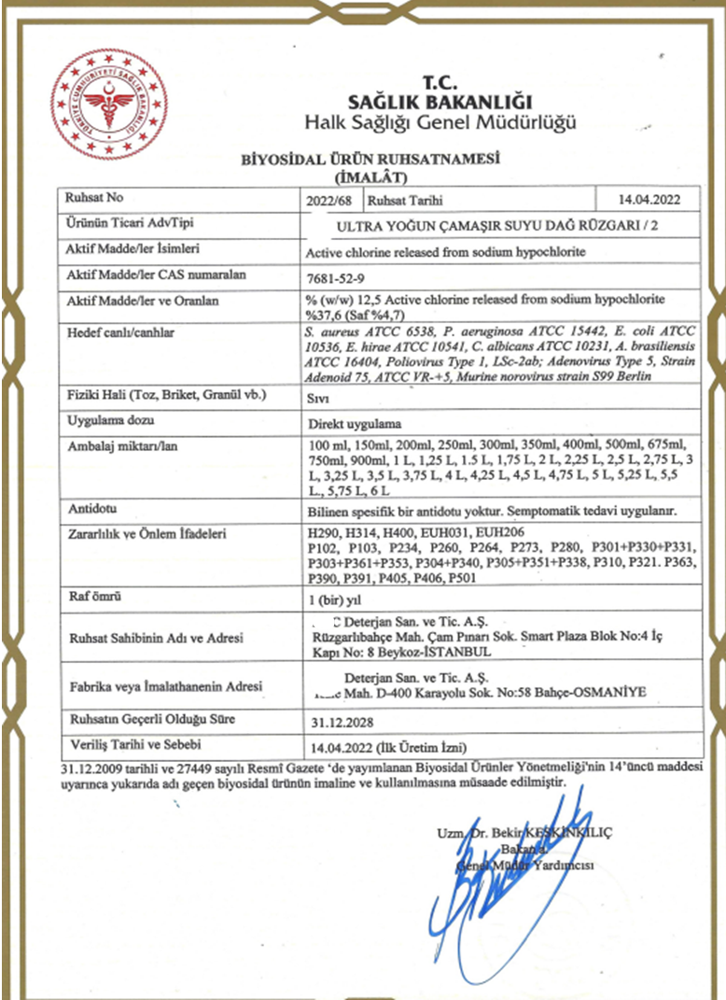 TÜRKİYE CUMHURİYETİ SAĞLIK BAKANLIĞI
T.C.
SAĞLIK BAKANLIĞI
Halk Sağlığı Genel Müdürlüğü
BİYOSİDAL ÜRÜN RUHSATNAMESİ
(İMALÂT)
Ruhsat No 2022/68 Ruhsat Tarihi 14.04.2022
Ürünün Ticari Adv/Tipi ULTRA YOĞUN ÇAMAŞIR SUYU DAĞ RÜZGARI / 2
Aktif Madde/ler İsimleri Active chlorine released from sodium hypochlorite
Aktif Madde/ler CAS numaralan 7681-52-9
Aktif Madde/ler ve Oranlan % (w/w) 12,5 Active chlorine released from sodium hypochlorite
%37,6 (Saf %4,7)
Hedef canlı/canhlar S. aureus ATCC 6538, P. aeruginosa ATCC 15442, E. coli ATCC
10536, E. hirae ATCC 10541, C. albicans ATCC 10231, A. brasiliensis
ATCC 16404, Poliovirus Type 1, LSc-2ab; Adenovirus Type 5, Strain
Adenoid 75, ATCC VR-+5, Murine norovirus strain S99 Berlin
Fiziki Hali (Toz, Briket, Granül vb.) Sıvı
Uygulama dozu Direkt uygulama
Ambalaj miktarı/lan 100 ml, 150ml, 200ml, 250ml, 300ml, 350ml, 400ml, 500ml, 675ml,
750ml, 900ml, 1 L, 1,25 L, 1.5 L, 1,75 L, 2 L, 2,25 L, 2,5 L, 2,75 L, 3
L, 3,25 L, 3,5 L, 3,75 L, 4 L, 4,25 L, 4,5 L, 4,75 L, 5 L, 5,25 L, 5,5
L., 5,75 L, 6 L
Antidotu Bilinen spesifik bir antidotu yoktur. Semptomatik tedavi uygulanır.
Zararlılık ve Önlem İfadeleri H290, H314, H400, EUH031, EUH206
P102, P103, P234, P260, P264, P273, P280, P301+P330+P331,
P303+P361+P353, P304+P340, P305+P351+P338, P310, P321. P363,
P390, P391, P405, P406, P501
Raf ömrü 1 (bir) yıl
Ruhsat Sahibinin Adı ve Adresi Deterjan San. ve Tic. A.Ş.
Rüzgarlıbahçe Mah. Çam Pınarı Sok. Smart Plaza Blok No:4 İç
Kapı No: 8 Beykoz-İSTANBUL
Fabrika veya İmalathanenin Adresi Deterjan San. ve Tic. A.Ş.
Mah. D-400 Karayolu Sok. No:58 Bahçe-OSMANİYE
Ruhsatın Geçerli Olduğu Süre 31.12.2028
Veriliş Tarihi ve Sebebi 14.04.2022 (İlk Üretim İzni)
31.12.2009 tarihli ve 27449 sayılı Resmî Gazete ‘de yayımlanan Biyosidal Ürünler Yönetmeliği'nin 14’üncü maddesi
uyarınca yukarıda adı geçen biyosidal ürünün imaline ve kullanılmasına müsaade edilmiştir.
Uzm. Dr. Bekir KESKİNKILIÇ
Bakan a.
Genel Müdür Yardımcısı